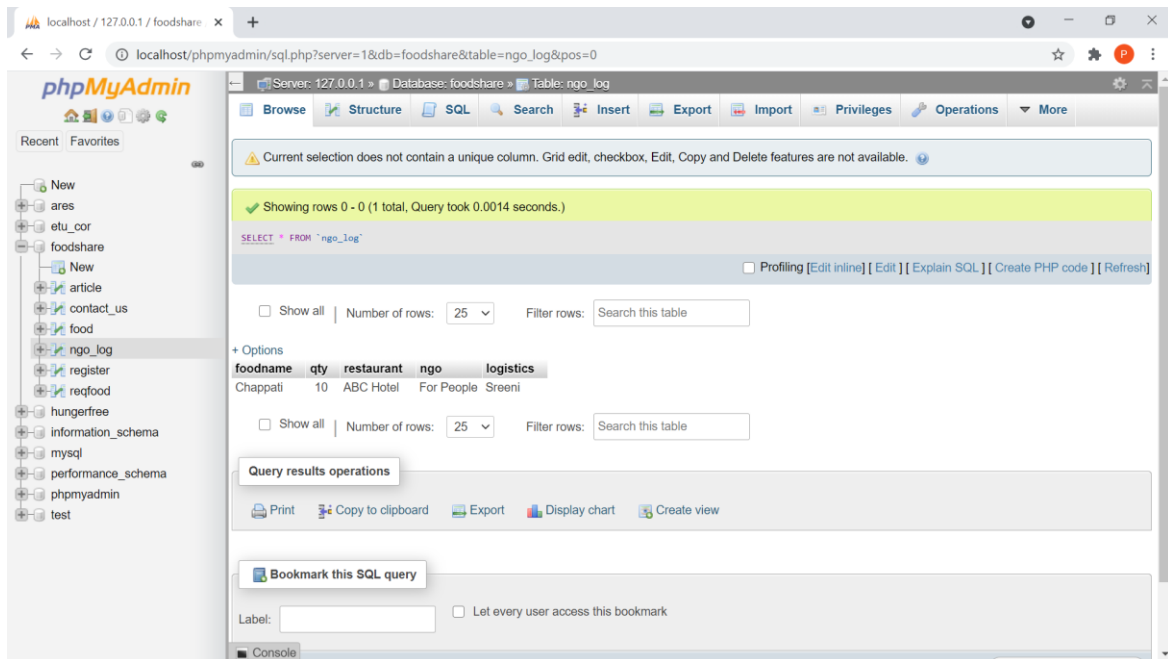 localhost / 127.0.0.1 / foodshare
localhost/phpmyadmin/sql.php?server=1&db=foodshare&table=ngo_log&pos=0
P
phpMyAdmin
Recent Favorites
New
ares
etu_cor
foodshare
New
article
contact_us
food
ngo_log
register
reqfood
hungerfree
information_schema
mysql
performance_schema
phpmyadmin
test
Server: 127.0.0.1 » Database: foodshare » Table: ngo_log
Browse Structure SQL Search Insert Export Import Privileges Operations More
Current selection does not contain a unique column. Grid edit, checkbox, Edit, Copy and Delete features are not available.
Showing rows 0 - 0 (1 total, Query took 0.0014 seconds.)
SELECT * FROM `ngo_log`
Profiling [Edit inline] [ Edit ] [ Explain SQL ] [ Create PHP code ] [ Refresh]
Show all | Number of rows: 25 Filter rows: Search this table
+ Options
foodname qty restaurant ngo logistics
Chappati 10 ABC Hotel For People Sreeni
Show all | Number of rows: 25 Filter rows: Search this table
Query results operations
Print Copy to clipboard Export Display chart Create view
Bookmark this SQL query
Label: Let every user access this bookmark
Console